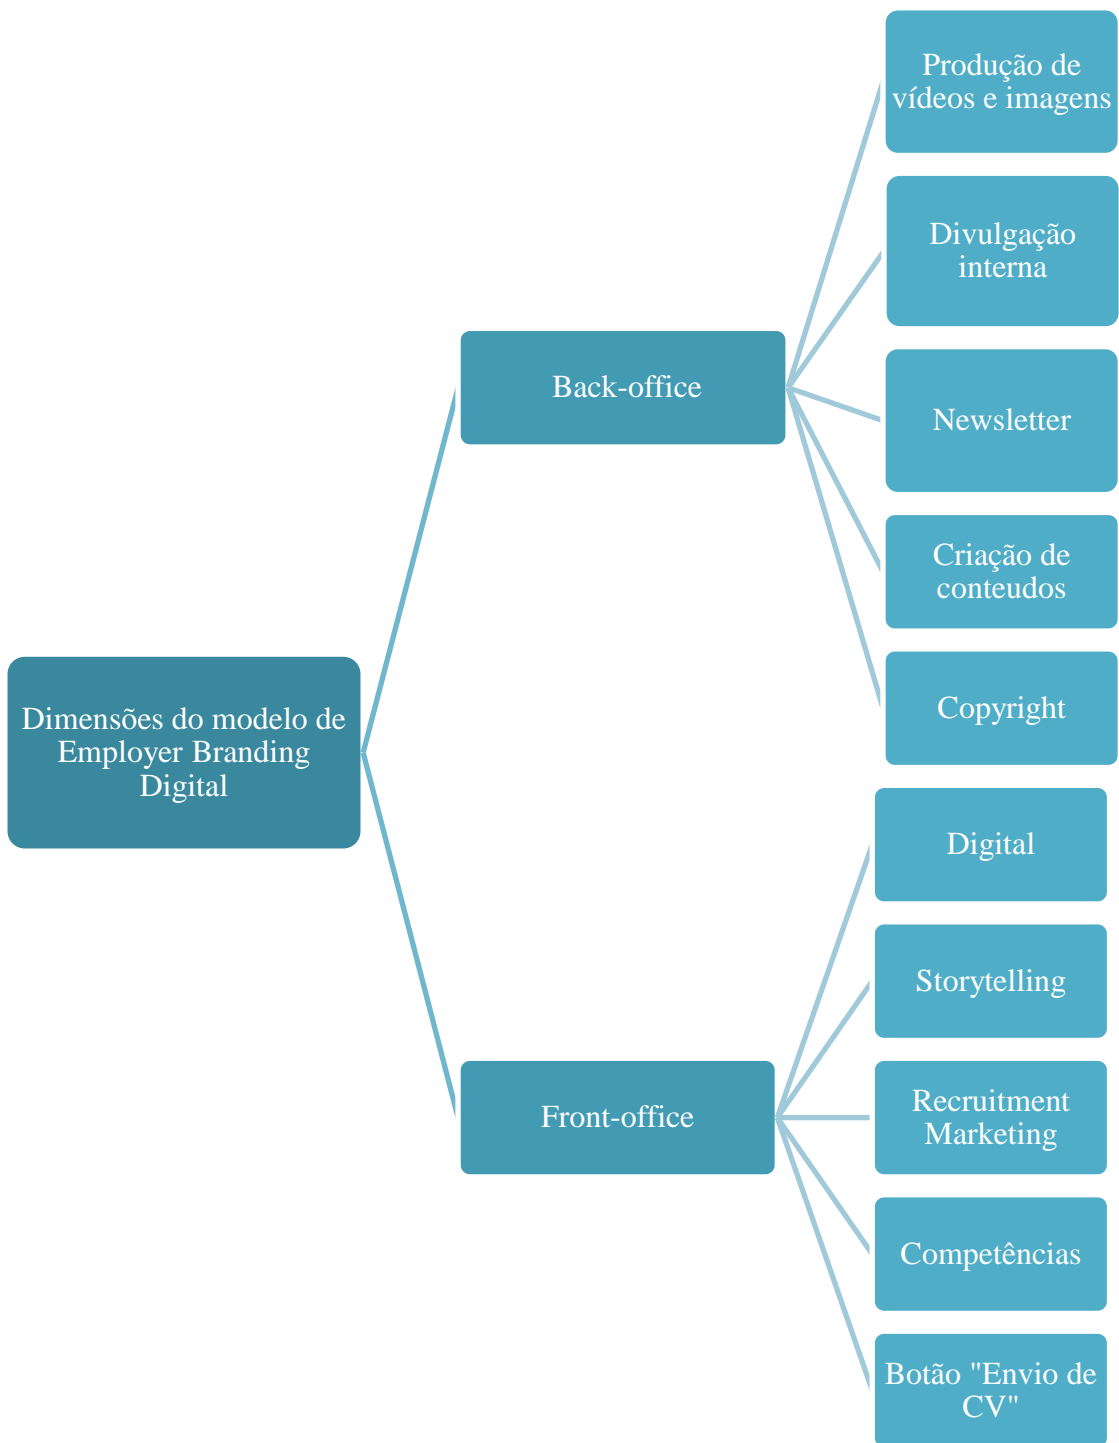 Dimensões do modelo de
Employer Branding
Digital
Back-office
Produção de
vídeos e imagens
Divulgação
interna
Newsletter
Criação de
conteudos
Copyright
Front-office
Digital
Storytelling
Recruitment
Marketing
Competências
Botão "Envio de
CV"